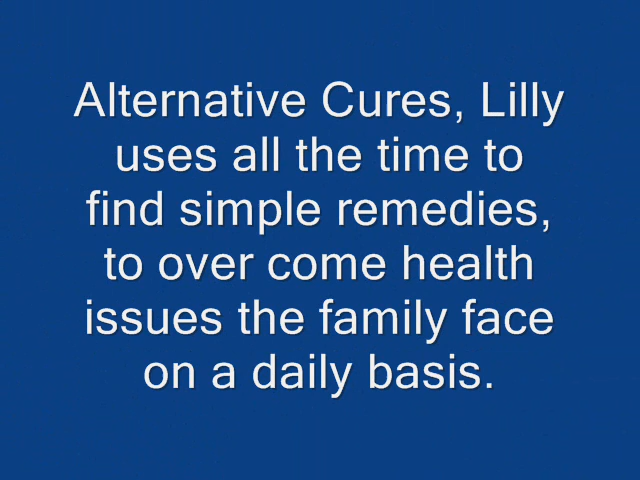 Alternative Cures, Lilly
uses all the time to
find simple remedies,
to over come health
issues the family face
on a daily basis.